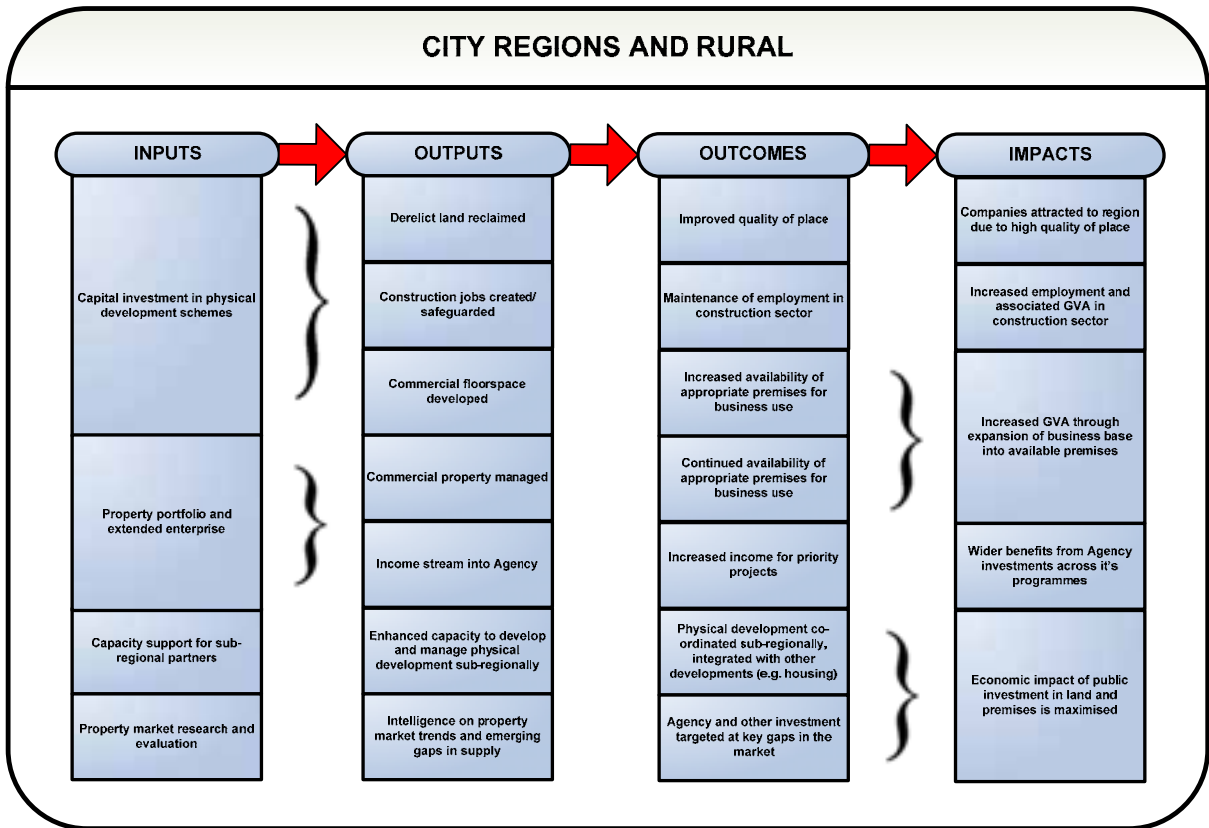 CITY REGIONS AND RURAL
INPUTS
Capital investment in physical
development schemes
Property portfolio and
extended enterprise
Capacity support for sub-
regional partners
Property market research and
evaluation
OUTPUTS
Derelict land reclaimed
Construction jobs created/
safeguarded
Commercial floorspace
developed
Commercial property managed
Income stream into Agency
Enhanced capacity to develop
and manage physical
development sub-regionally
Intelligence on property
market trends and emerging
gaps in supply
OUTCOMES
Improved quality of place
Maintenance of employment in
construction sector
Increased availability of
appropriate premises for
business use
Continued availability of
appropriate premises for
business use
Increased income for priority
projects
Physical development co-
ordinated sub-regionally,
integrated with other
developments (e.g. housing)
Agency and other investment
targeted at key gaps in the
market
IMPACTS
Companies attracted to region
due to high quality of place
Increased employment and
associated GVA in
construction sector
Increased GVA through
expansion of business base
into available premises
Wider benefits from Agency
investments across it's
programmes
Economic impact of public
investment in land and
premises is maximised